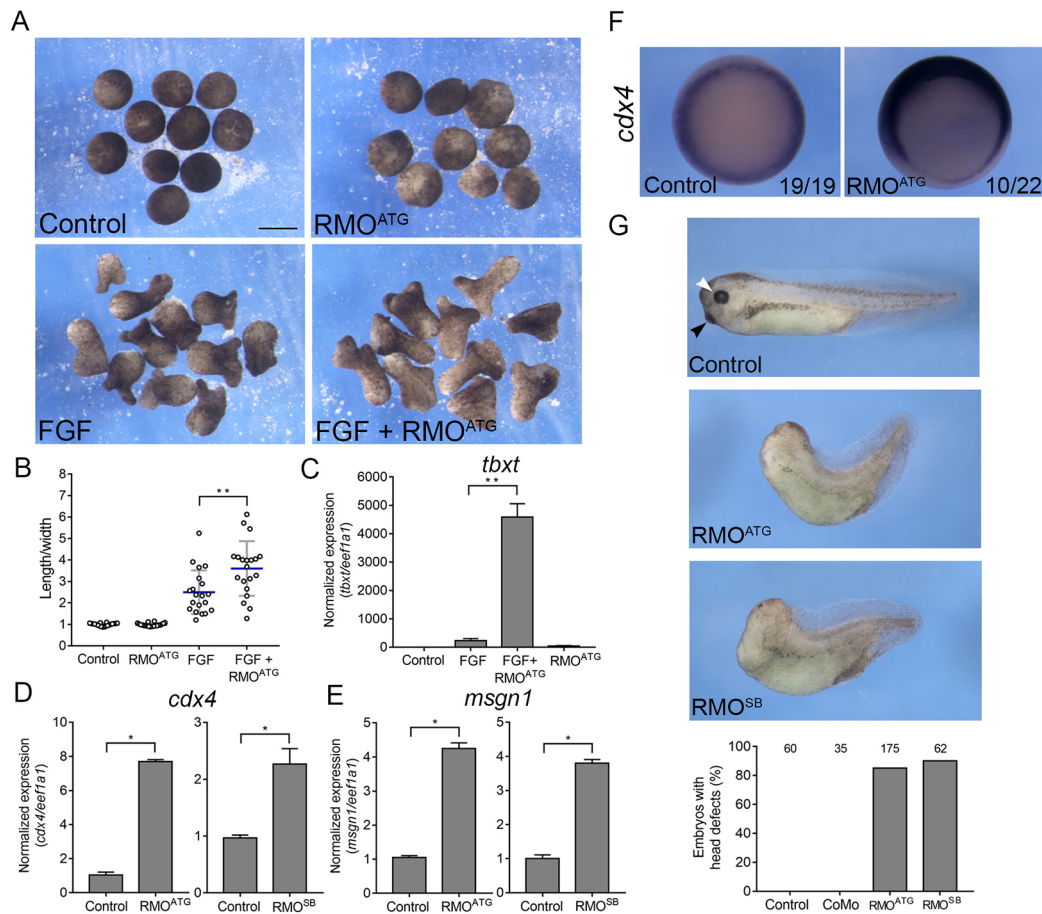 A
Control
RMO^ATG
FGF
FGF + RMO^ATG
B
Length/width
8
7
6
5
4
3
2
1
0
**
Control
RMO^ATG
FGF
FGF +
RMO^ATG
C
tbxt
Normalized expression
(tbxt/eef1a1)
6000
5000
4000
3000
2000
1000
0
**
Control
FGF
FGF+
RMO^ATG
RMO^ATG
D
cdx4
Normalized expression
(cdx4/eef1a1)
10
8
6
4
2
0
*
Control
RMO^ATG
3
2
1
0
*
Control
RMO^SB
E
msgn1
Normalized expression
(msgn1/eef1a1)
5
4
3
2
1
0
*
Control
RMO^ATG
5
4
3
2
1
0
*
Control
RMO^SB
F
cdx4
Control
19/19
RMO^ATG
10/22
G
Control
RMO^ATG
RMO^SB
Embryos with
head defects (%)
100
80
60
40
20
0
60
35
175
62
Control
CoMo
RMO^ATG
RMO^SB